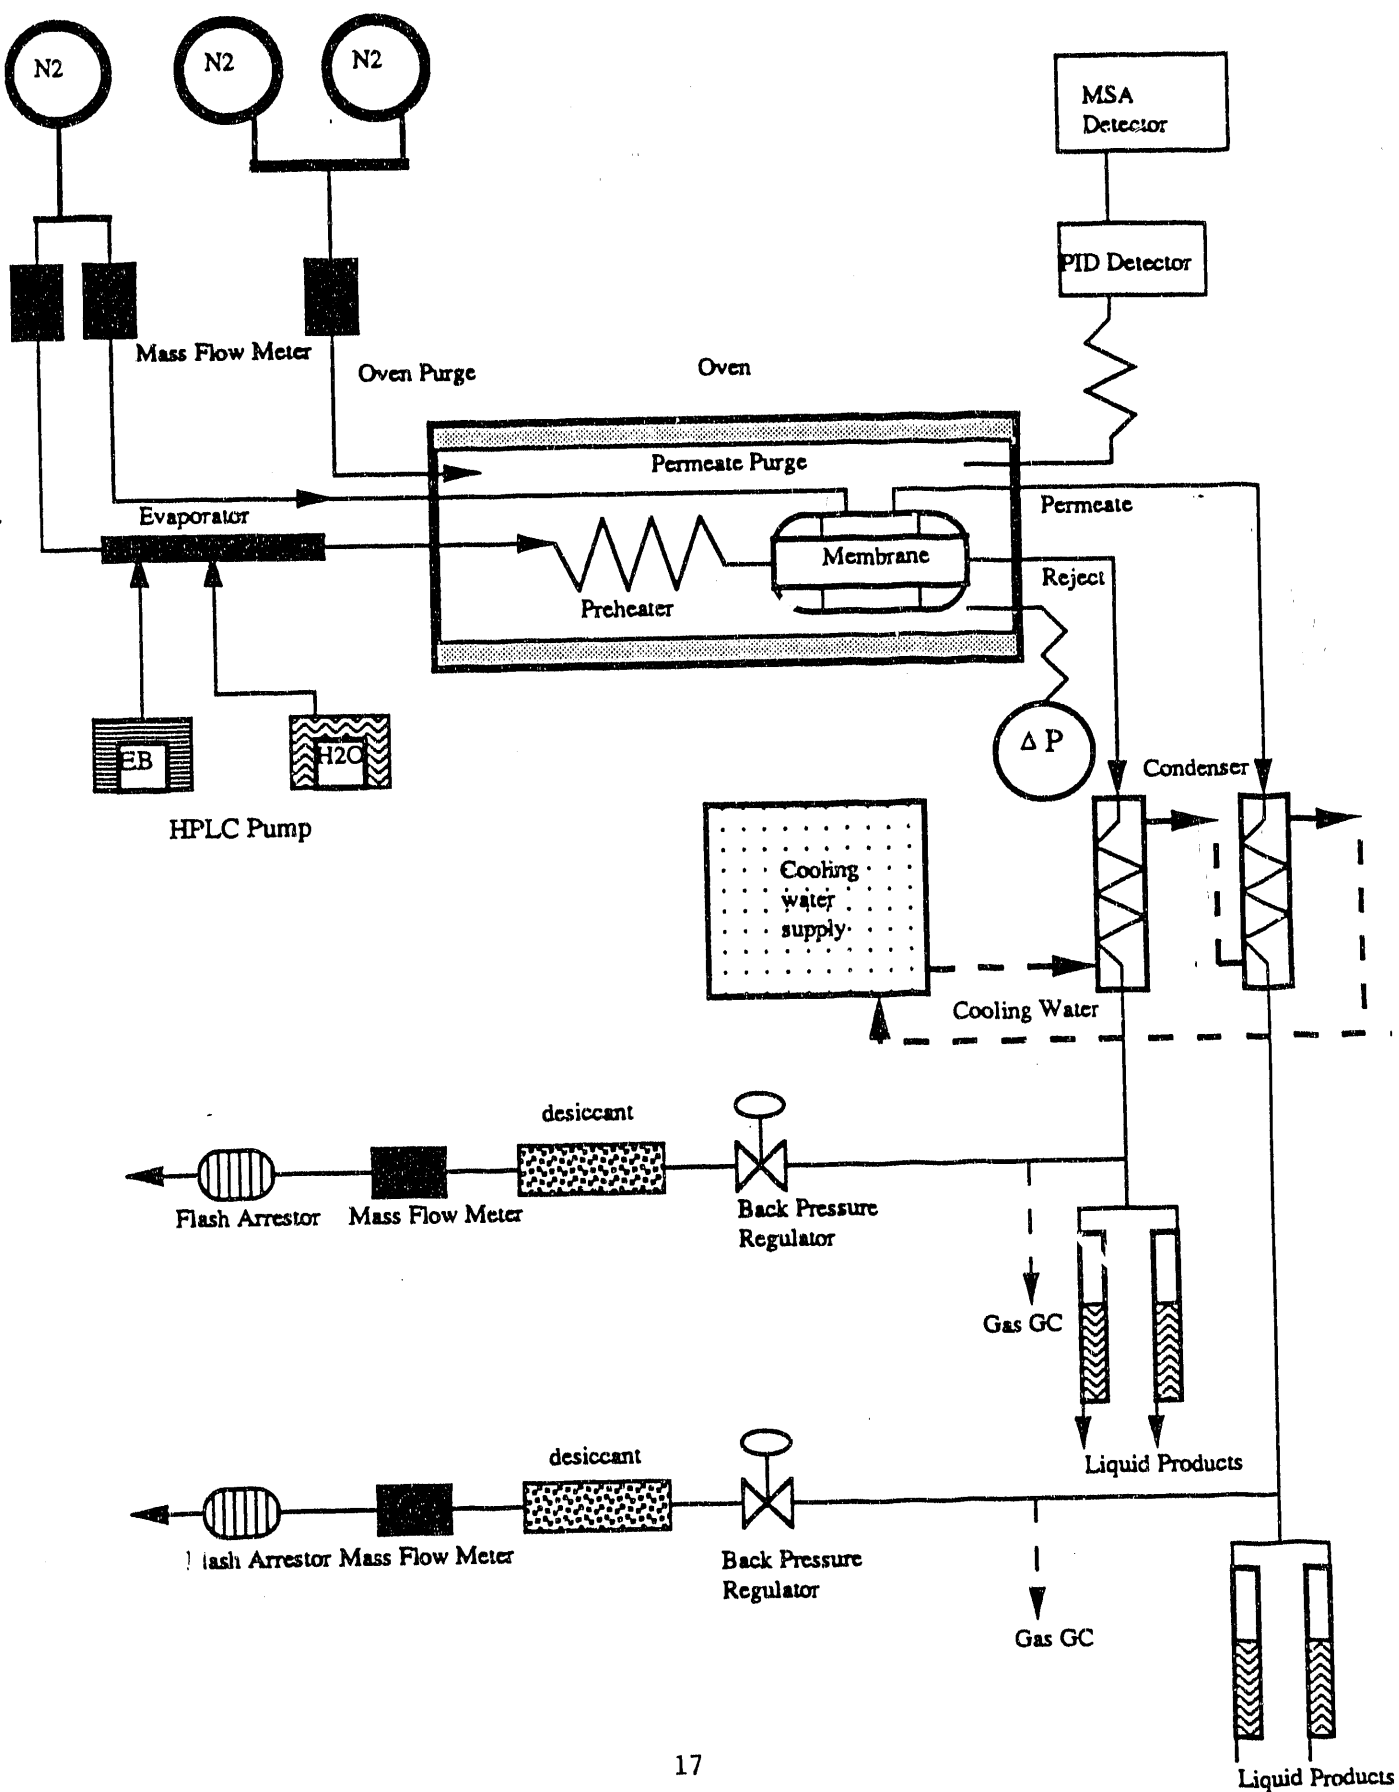 N2
N2
N2
MSA
Detector
PID Detector
Mass Flow Meter
Oven Purge
Oven
Permeate Purge
Permeate
Evaporator
Membrane
Reject
Preheater
EB
H2O
HPLC Pump
Δ P
Condenser
Cooling
water
supply
Cooling Water
desiccant
Flash Arrestor
Mass Flow Meter
Back Pressure
Regulator
Gas GC
Liquid Products
desiccant
Flash Arrestor
Mass Flow Meter
Back Pressure
Regulator
Gas GC
Liquid Products
17